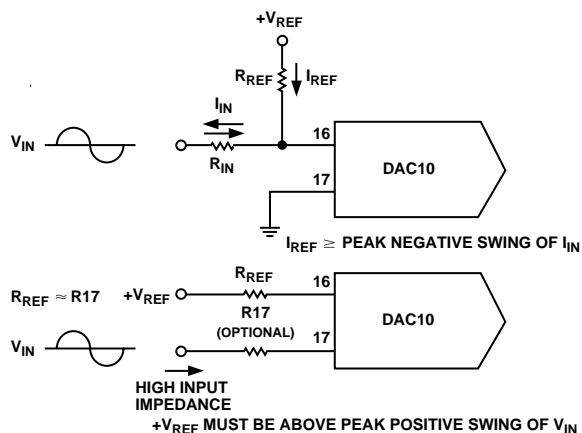 +VREF
RREF
IREF
IIN
VIN
RIN
16
17
DAC10
IREF ≥ PEAK NEGATIVE SWING OF IIN
RREF ≈ R17
+VREF
RREF
16
R17
(OPTIONAL)
17
DAC10
VIN
HIGH INPUT
IMPEDANCE
+VREF MUST BE ABOVE PEAK POSITIVE SWING OF VIN